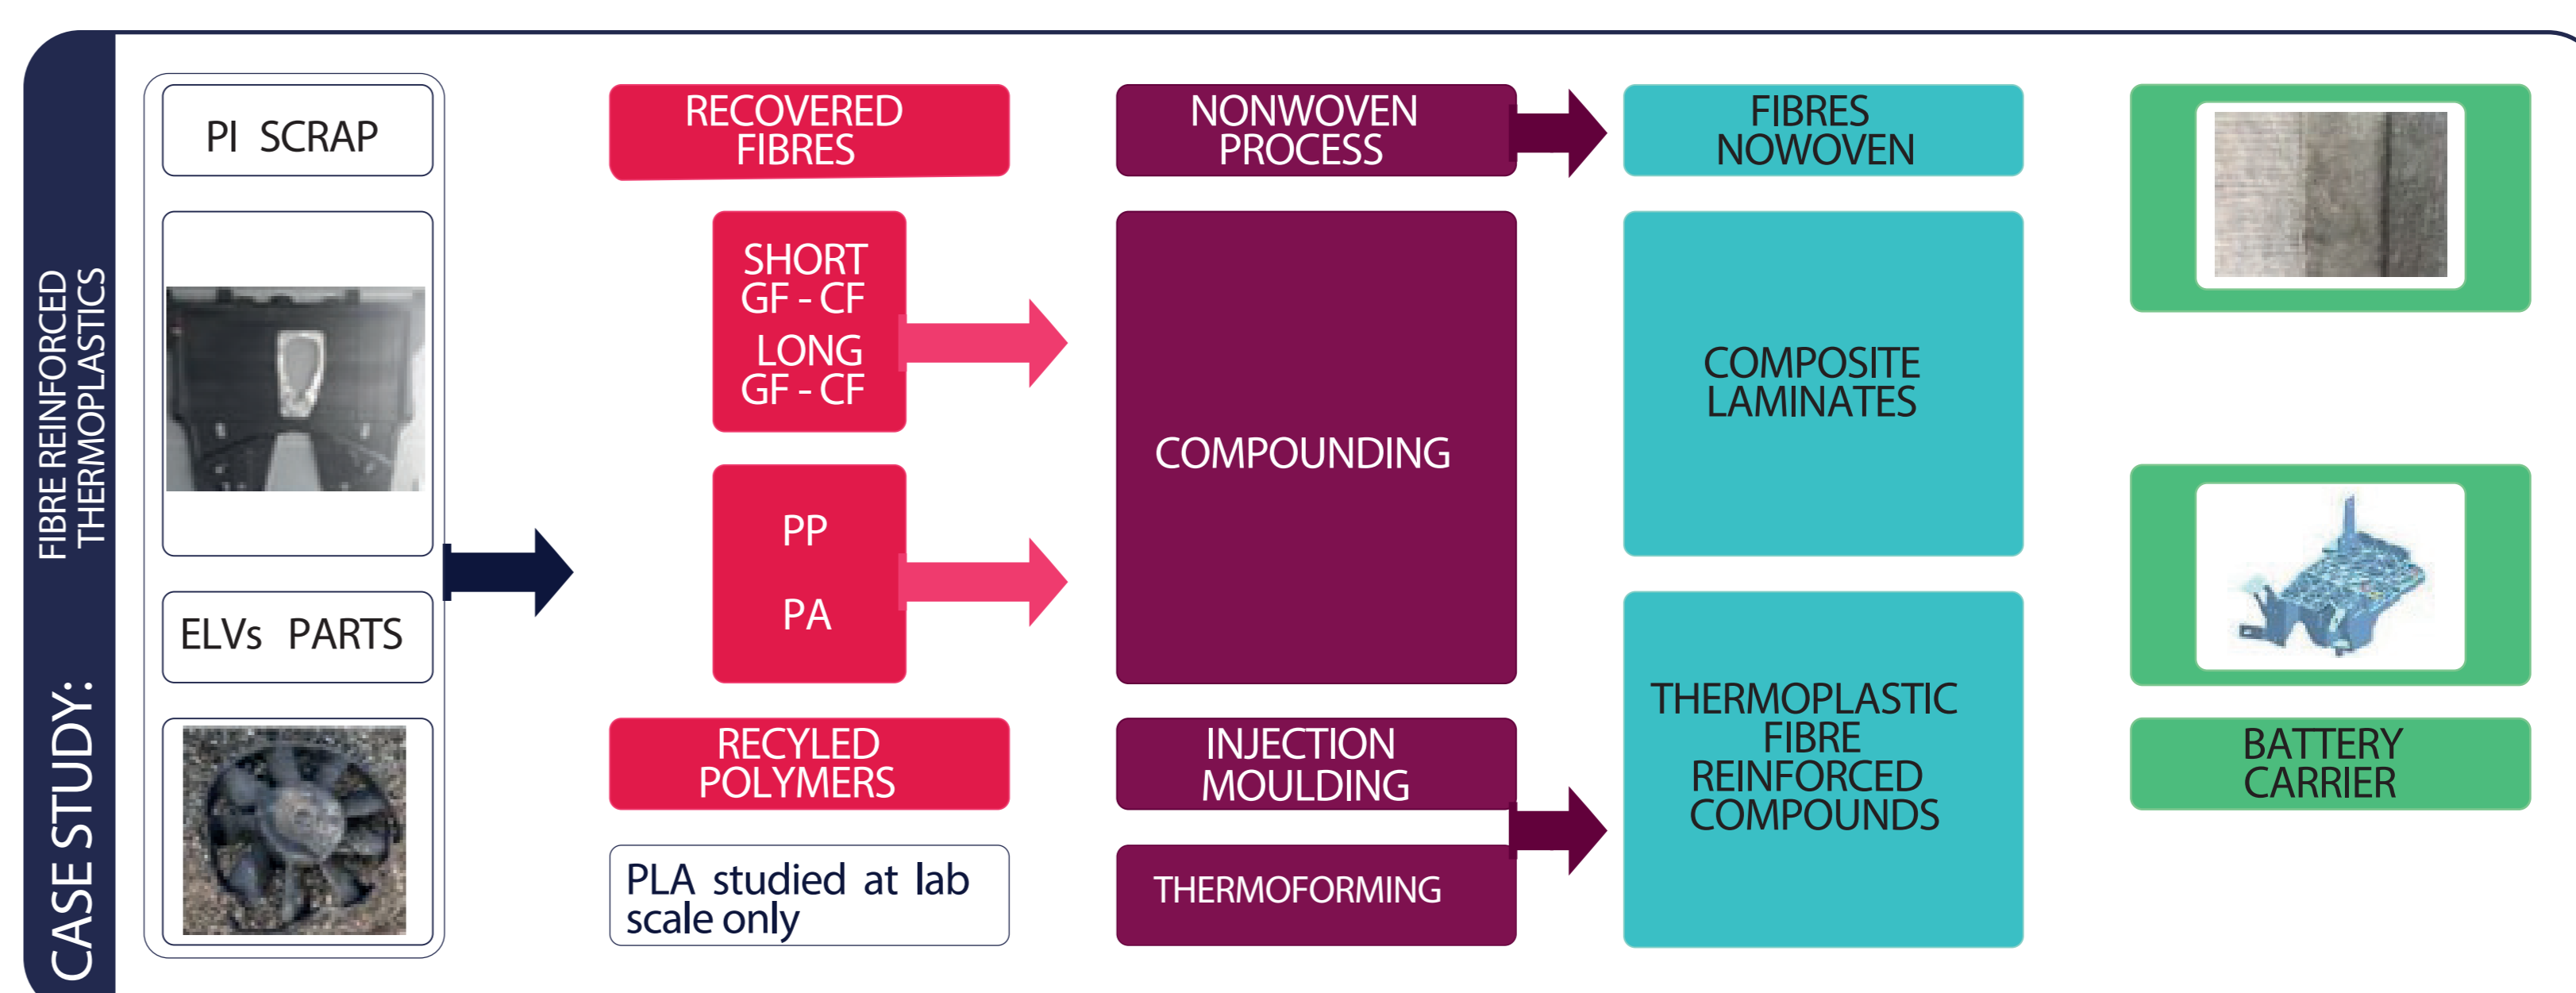 CASE STUDY:
FIBRE REINFORCED
THERMOPLASTICS
PI SCRAP
ELVs PARTS
RECOVERED
FIBRES
SHORT
GF - CF
LONG
GF - CF
PP
PA
RECYLED
POLYMERS
PLA studied at lab
scale only
NONWOVEN
PROCESS
COMPOUNDING
INJECTION
MOULDING
THERMOFORMING
FIBRES
NOWOVEN
COMPOSITE
LAMINATES
THERMOPLASTIC
FIBRE
REINFORCED
COMPOUNDS
BATTERY
CARRIER